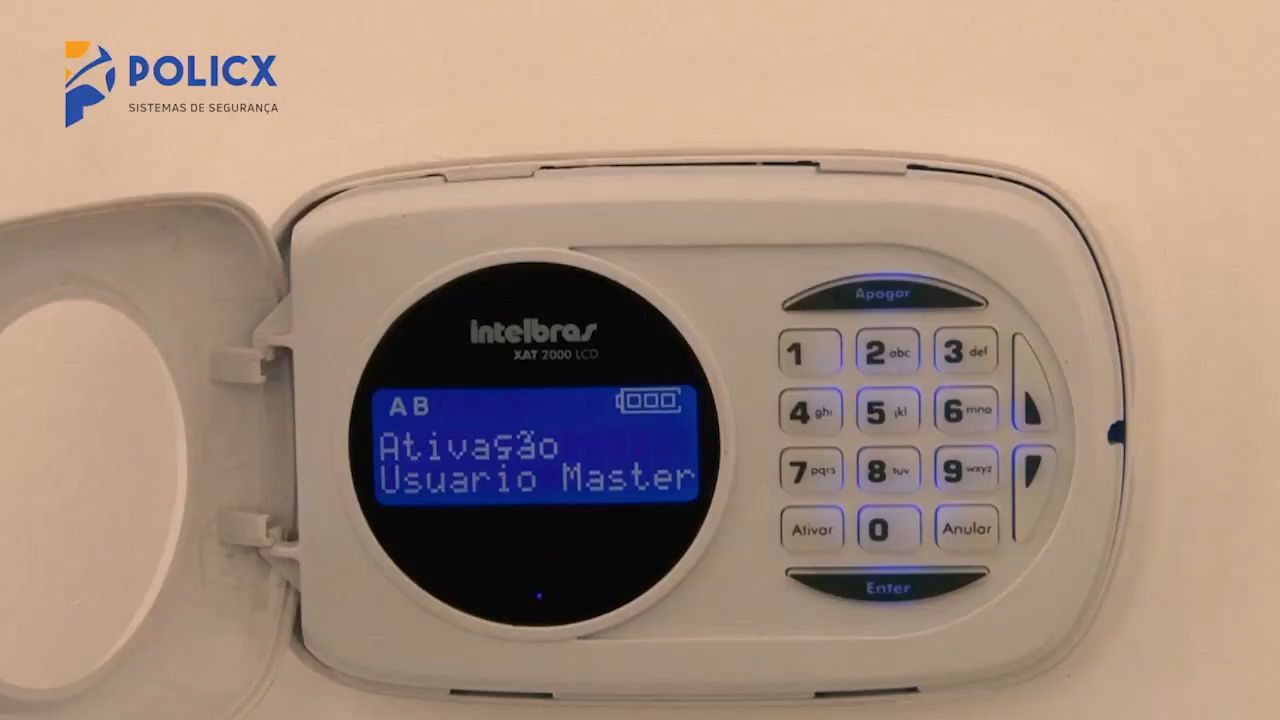 POLICX
SISTEMAS DE SEGURANÇA
intelbras
XAT 2000 LCD
A B
Ativação
Usuario Master
Apagar
1
2 abc
3 def
4 ghi
5 jkl
6 mno
7 pqrs
8 tuv
9 wxyz
Ativar
0
Anular
Enter